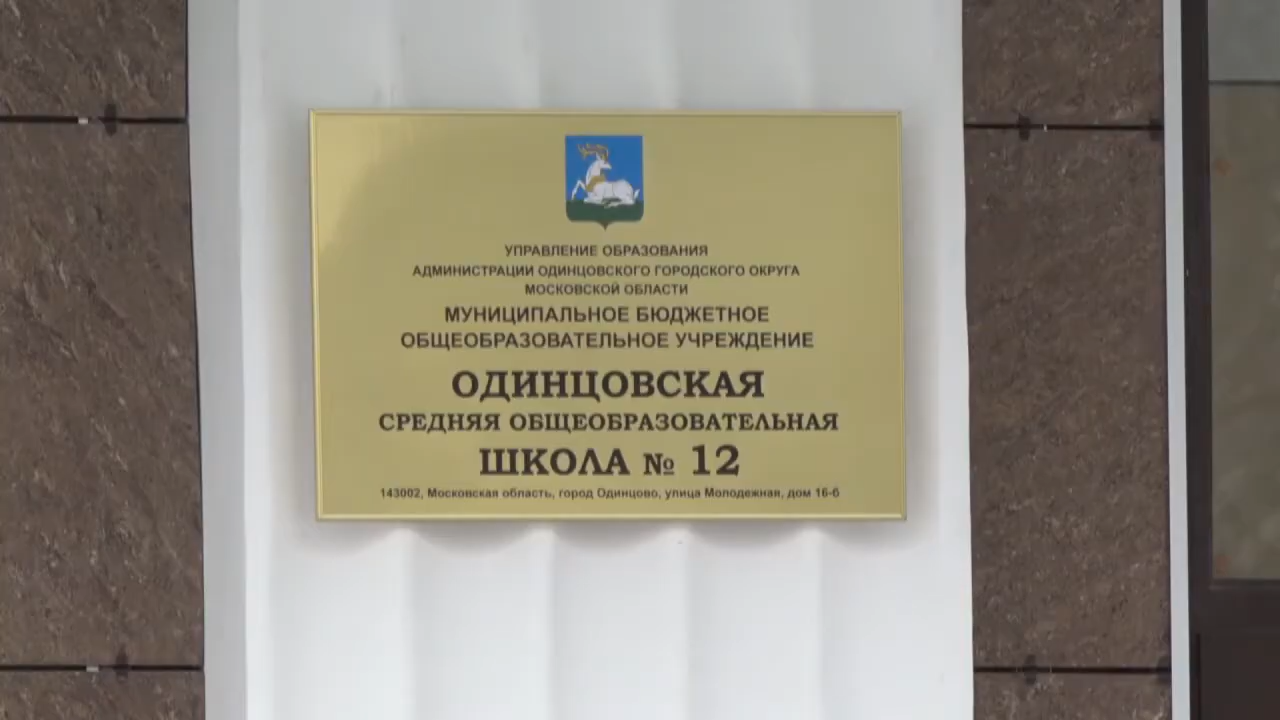 УПРАВЛЕНИЕ ОБРАЗОВАНИЯ
АДМИНИСТРАЦИИ ОДИНЦОВСКОГО ГОРОДСКОГО ОКРУГА
МОСКОВСКОЙ ОБЛАСТИ
МУНИЦИПАЛЬНОЕ БЮДЖЕТНОЕ
ОБЩЕОБРАЗОВАТЕЛЬНОЕ УЧРЕЖДЕНИЕ
ОДИНЦОВСКАЯ
СРЕДНЯЯ ОБЩЕОБРАЗОВАТЕЛЬНАЯ
ШКОЛА № 12
143002, Московская область, город Одинцово, улица Молодежная, дом 16-б